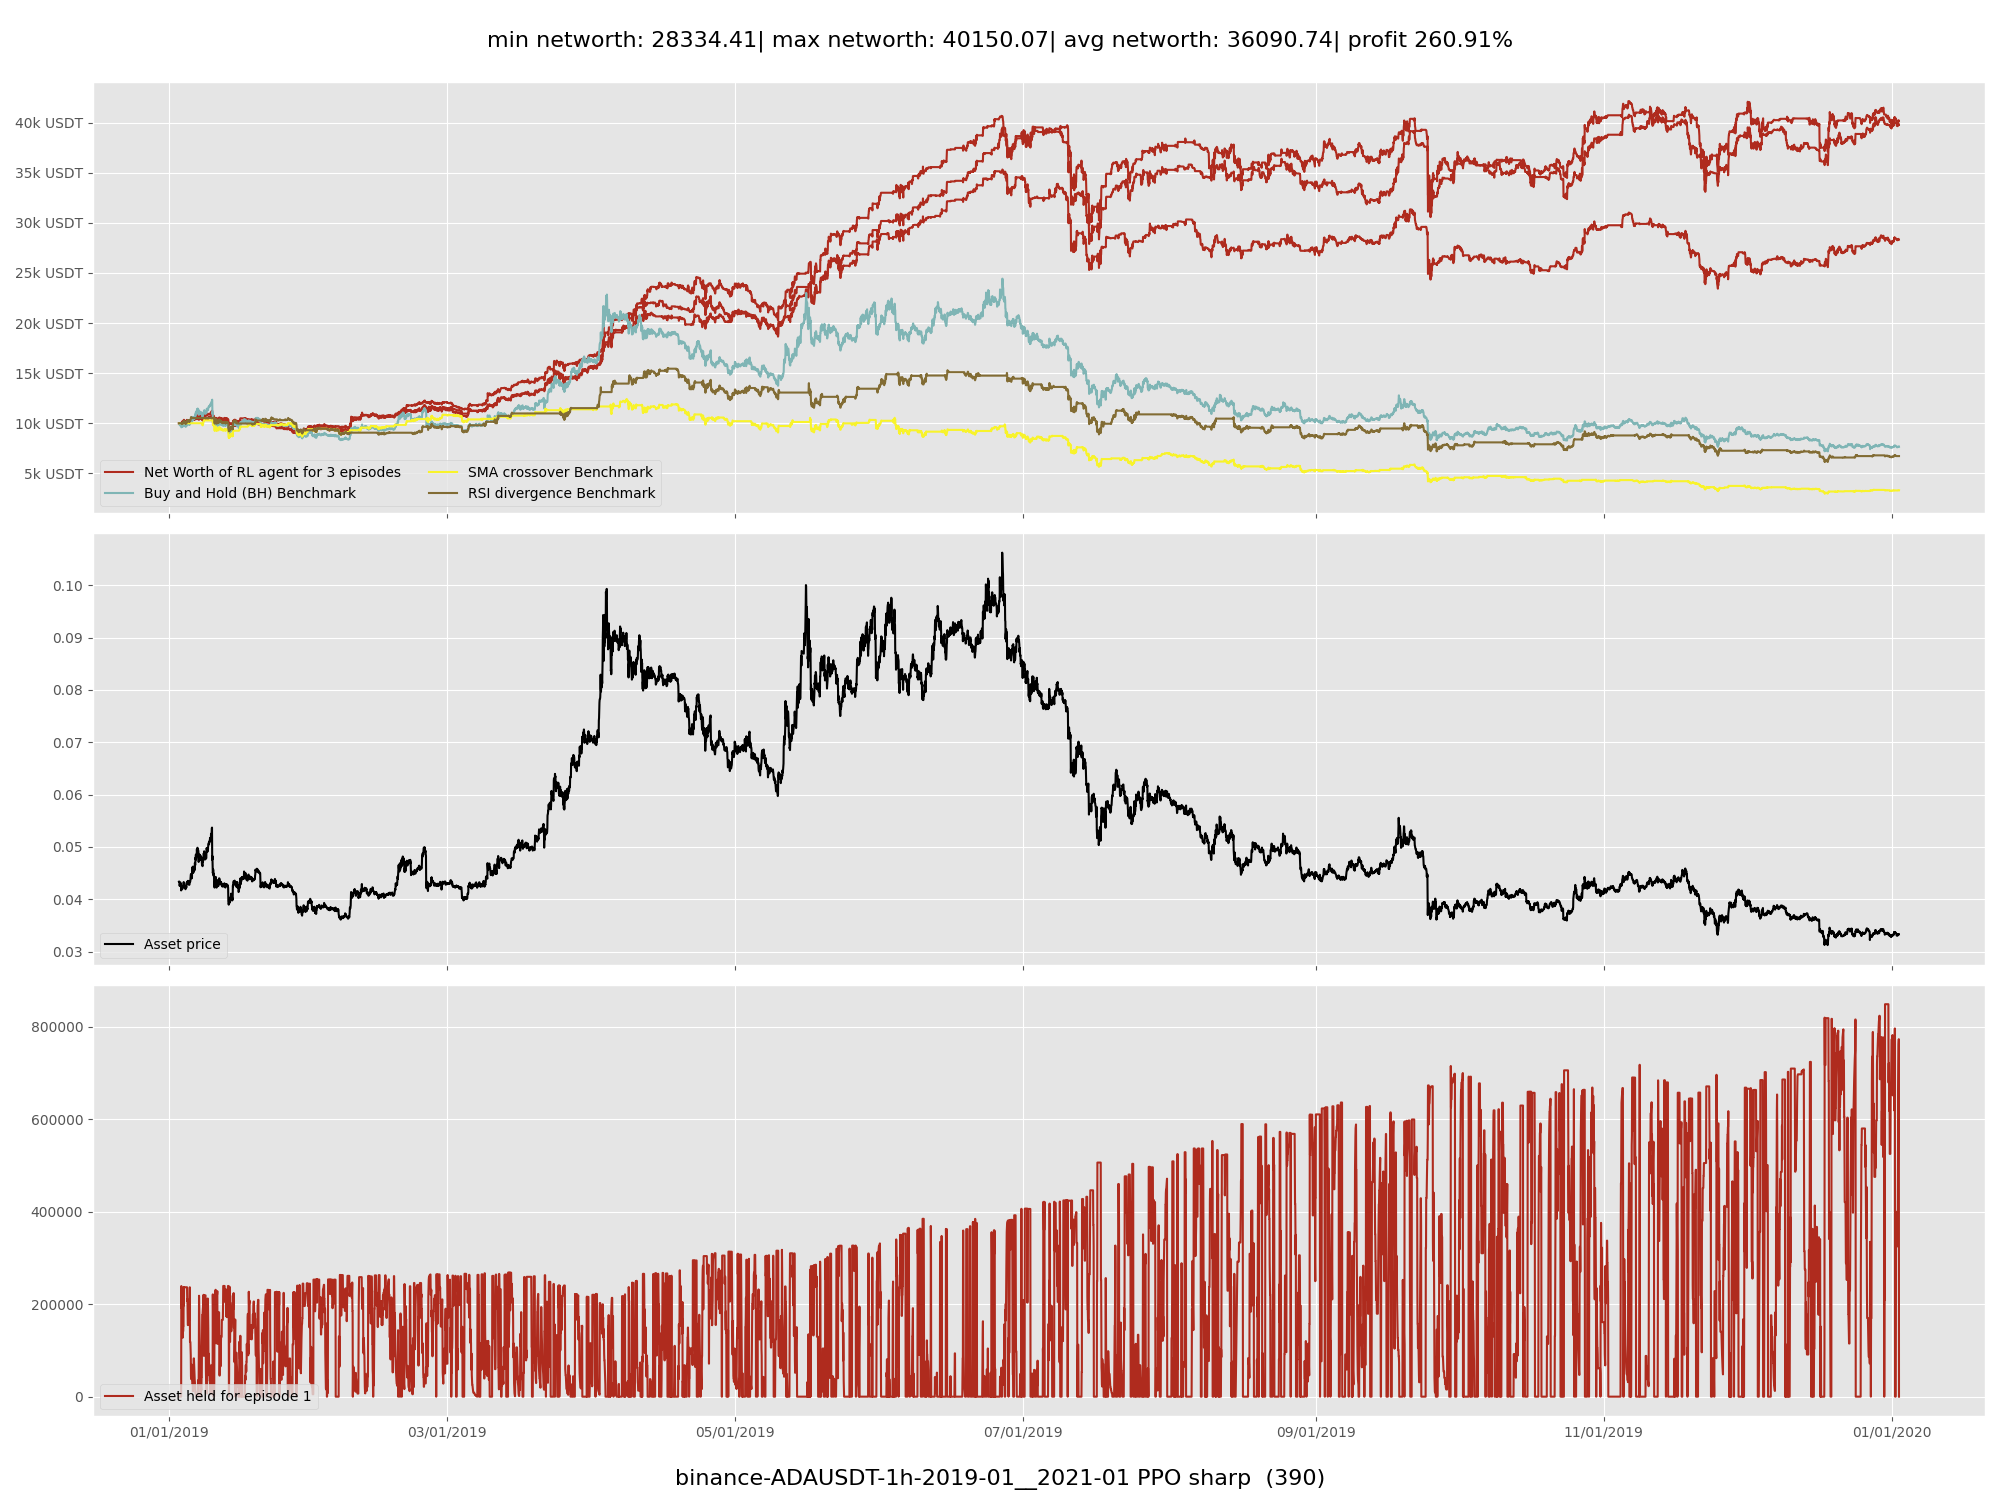 min networth: 28334.41| max networth: 40150.07| avg networth: 36090.74| profit 260.91%
40k USDT
35k USDT
30k USDT
25k USDT
20k USDT
15k USDT
10k USDT
5k USDT
Net Worth of RL agent for 3 episodes
Buy and Hold (BH) Benchmark
SMA crossover Benchmark
RSI divergence Benchmark
0.10
0.09
0.08
0.07
0.06
0.05
0.04
0.03
Asset price
800000
600000
400000
200000
0
Asset held for episode 1
01/01/2019 03/01/2019 05/01/2019 07/01/2019 09/01/2019 11/01/2019 01/01/2020
binance-ADAUSDT-1h-2019-01__2021-01 PPO sharp (390)